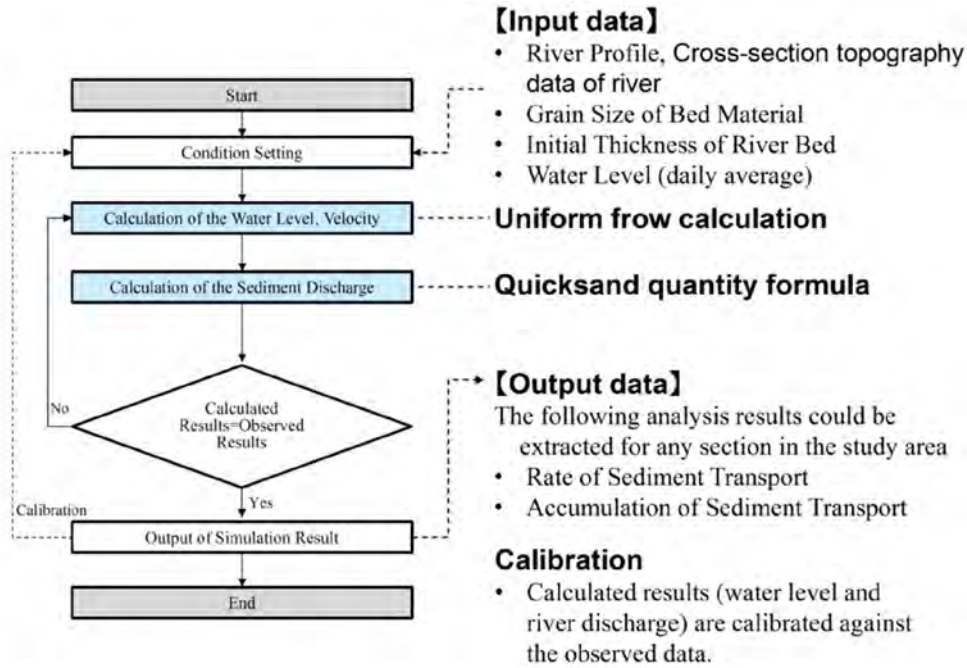 Start
Condition Setting
Calculation of the Water Level, Velocity
Calculation of the Sediment Discharge
No
Calculated
Results=Observed
Results
Yes
Calibration
Output of Simulation Result
End
【Input data】
• River Profile, Cross-section topography
data of river
• Grain Size of Bed Material
• Initial Thickness of River Bed
• Water Level (daily average)
Uniform frow calculation
Quicksand quantity formula
【Output data】
The following analysis results could be
extracted for any section in the study area
• Rate of Sediment Transport
• Accumulation of Sediment Transport
Calibration
• Calculated results (water level and
river discharge) are calibrated against
the observed data.